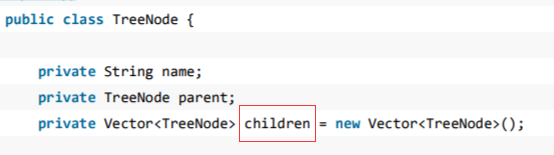 public class TreeNode {
private String name;
private TreeNode parent;
private Vector<TreeNode> children = new Vector<TreeNode>();